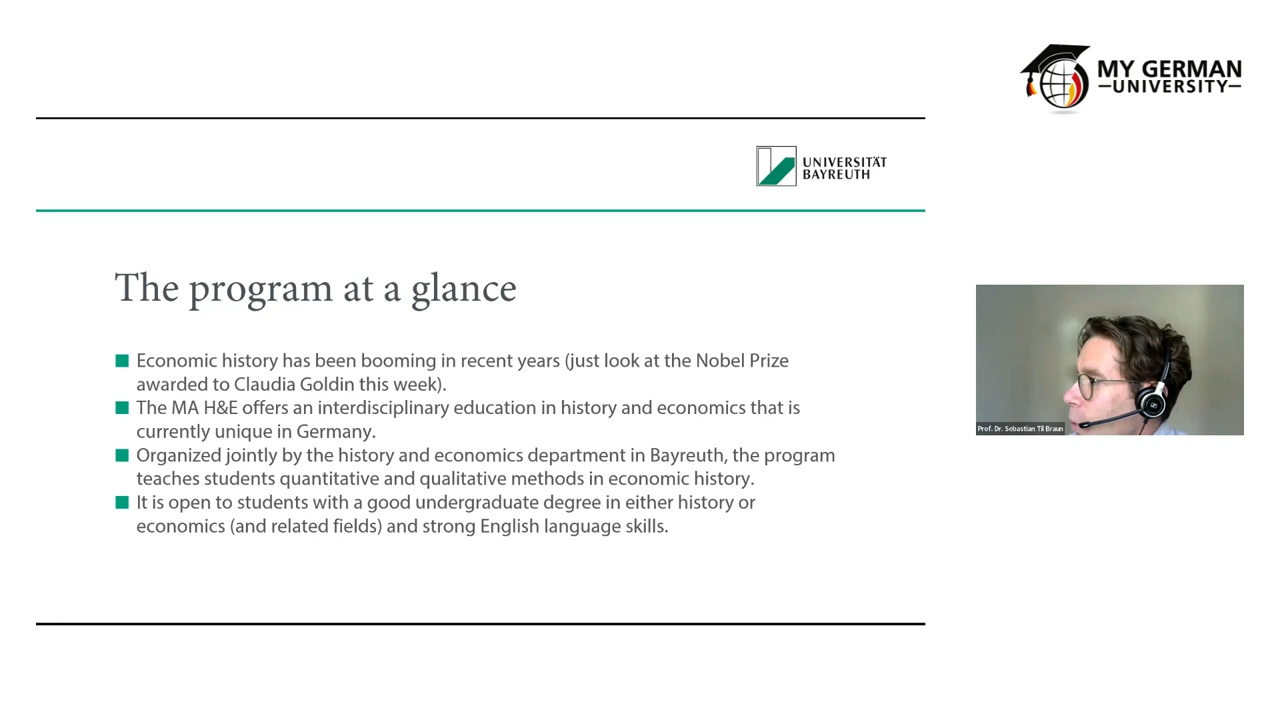 MY GERMAN
UNIVERSITY
UNIVERSITÄT
BAYREUTH
The program at a glance
Economic history has been booming in recent years (just look at the Nobel Prize
awarded to Claudia Goldin this week).
The MA H&E offers an interdisciplinary education in history and economics that is
currently unique in Germany.
Organized jointly by the history and economics department in Bayreuth, the program
teaches students quantitative and qualitative methods in economic history.
It is open to students with a good undergraduate degree in either history or
economics (and related fields) and strong English language skills.
Prof. Dr. Sebastian Til Braun